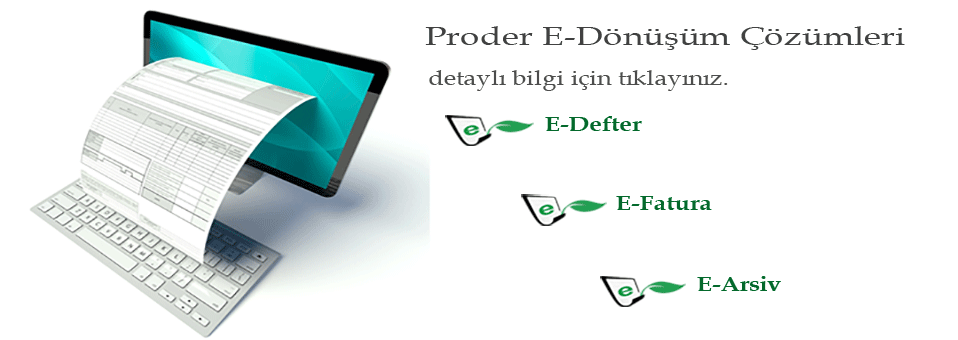 Proder E-Dönüşüm Çözümleri
detaylı bilgi için tıklayınız.
e E-Defter
e E-Fatura
e E-Arsiv